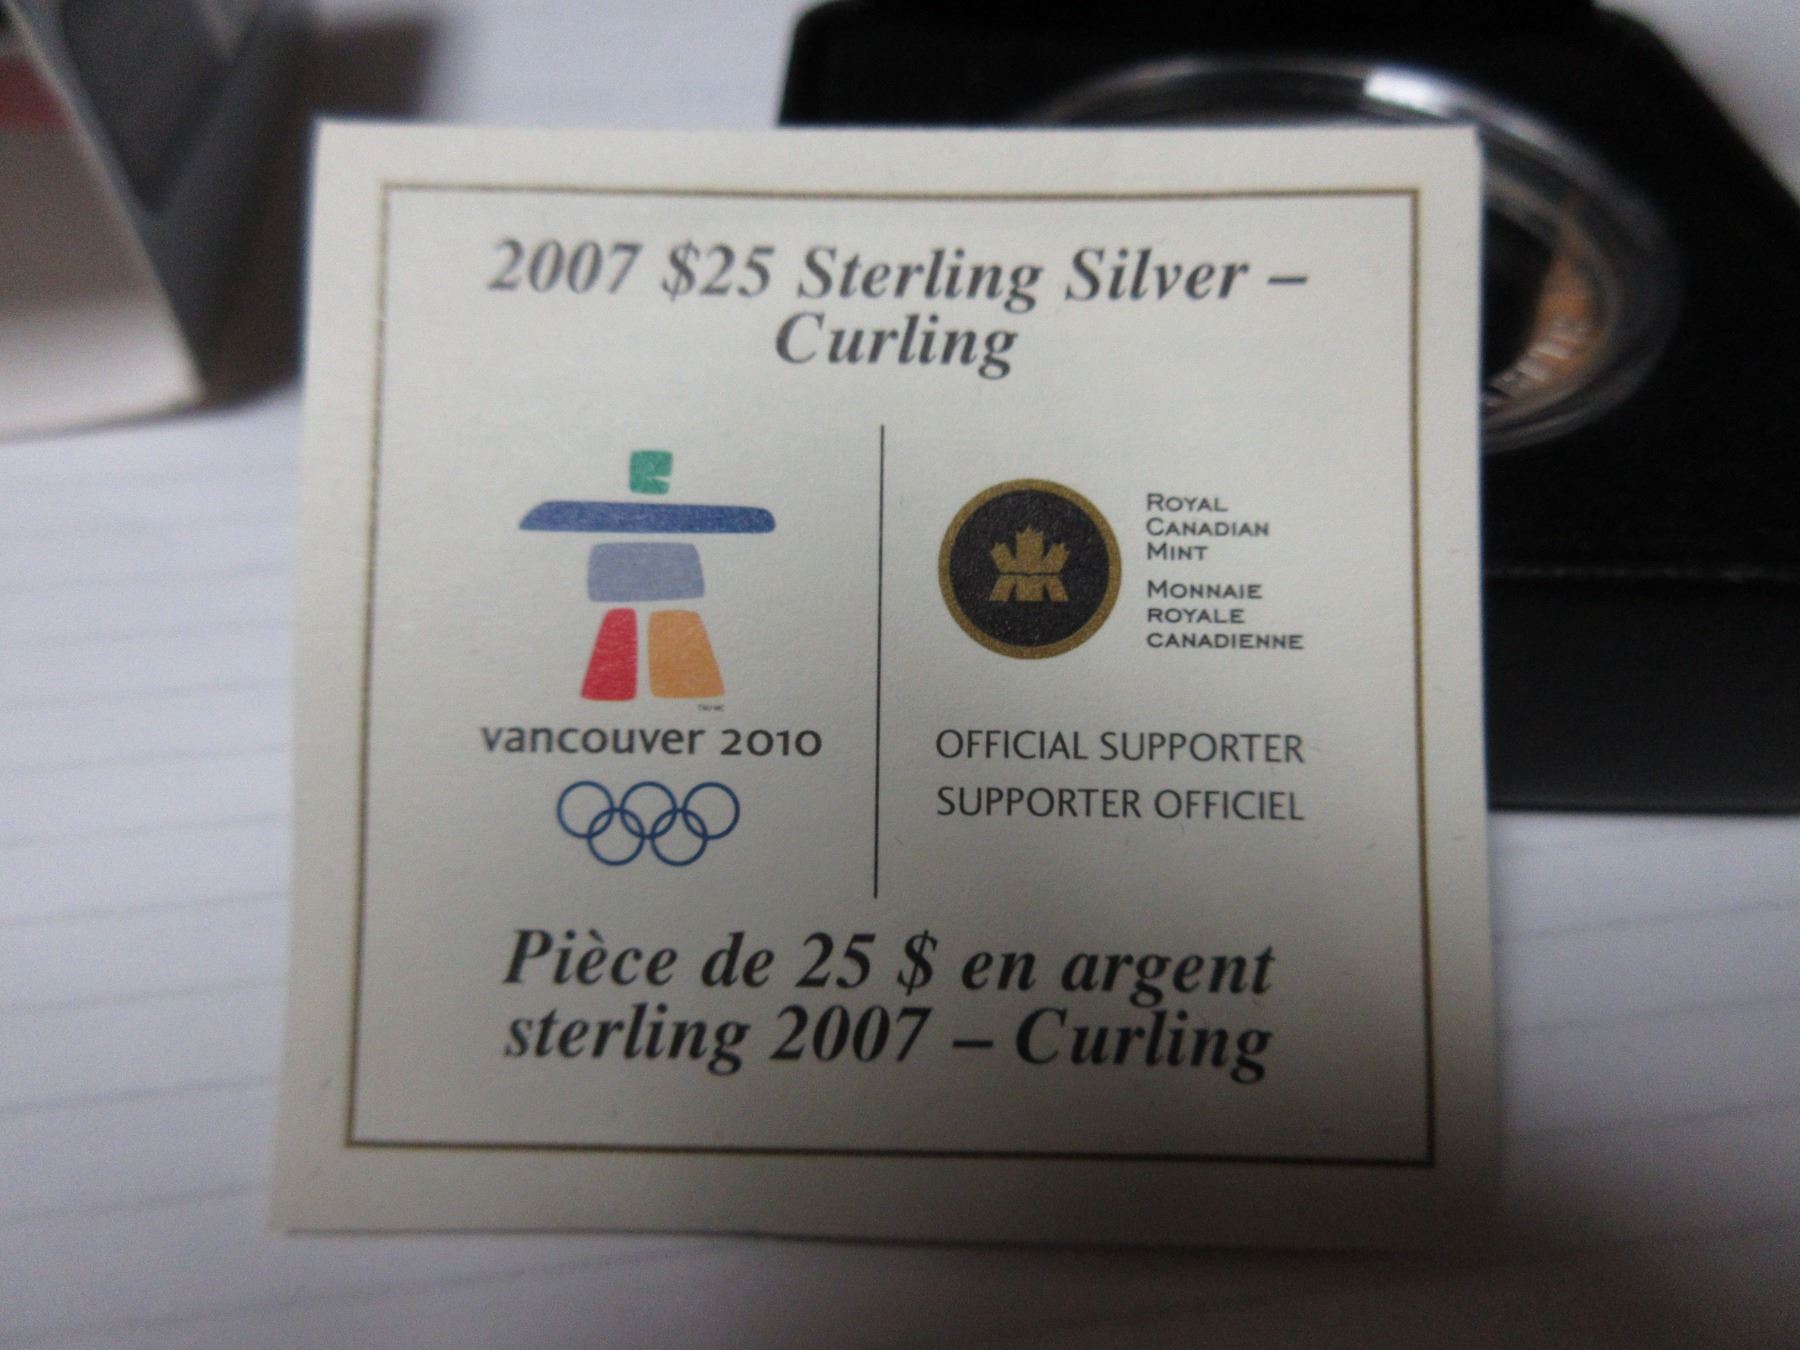 2007 $25 Sterling Silver –
Curling
vancouver 2010
ROYAL
CANADIAN
MINT
MONNAIE
ROYALE
CANADIENNE
OFFICIAL SUPPORTER
SUPPORTER OFFICIEL
Pièce de 25 $ en argent
sterling 2007 – Curling